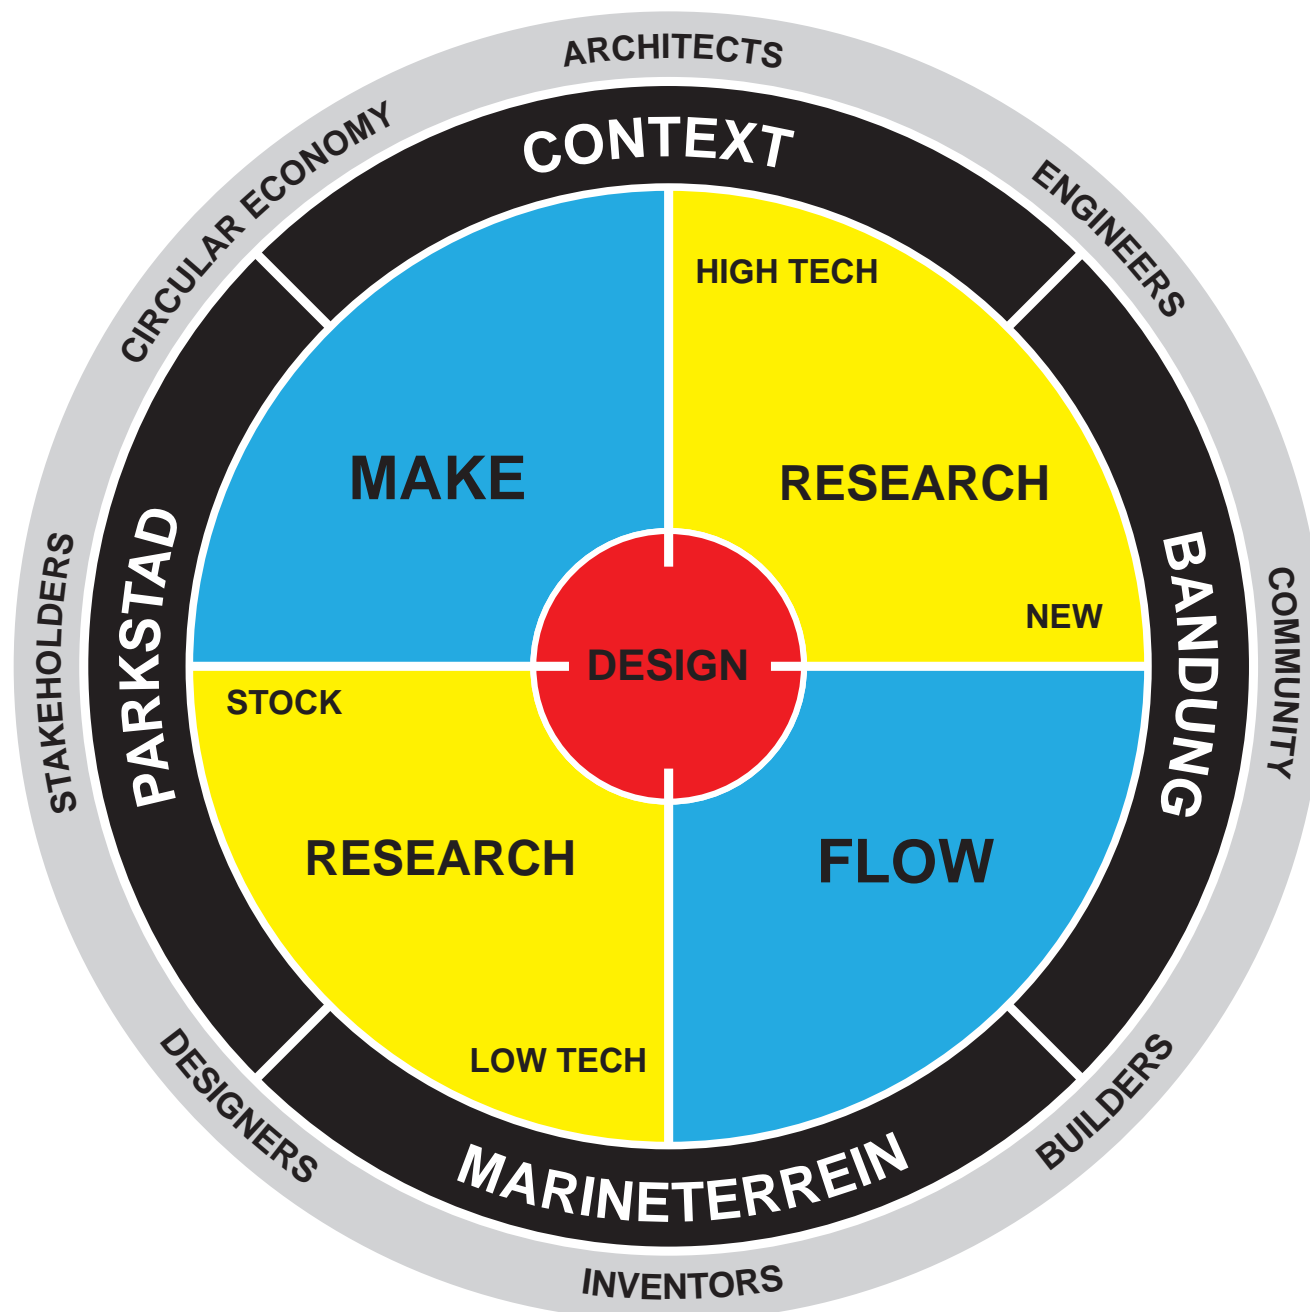 ARCHITECTS
CIRCULAR ECONOMY
ENGINEERS
CONTEXT
HIGH TECH
MAKE
RESEARCH
STAKEHOLDERS
PARKSTAD
BANDUNG
COMMUNITY
NEW
DESIGN
STOCK
RESEARCH
FLOW
LOW TECH
DESIGNERS
BUILDERS
MARINETERREIN
INVENTORS